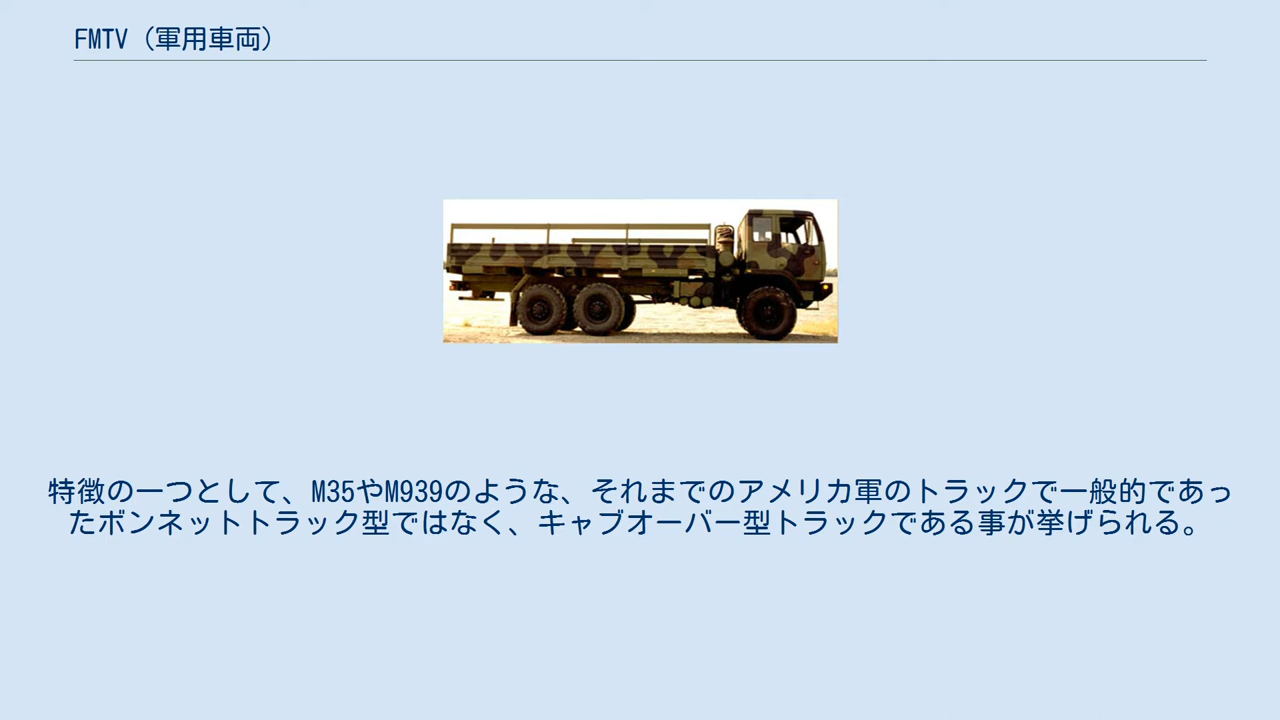 FMTV（軍用車両）
特徴の一つとして、M35やM939のような、それまでのアメリカ軍のトラックで一般的であっ
たボンネットトラック型ではなく、キャブオーバー型トラックである事が挙げられる。